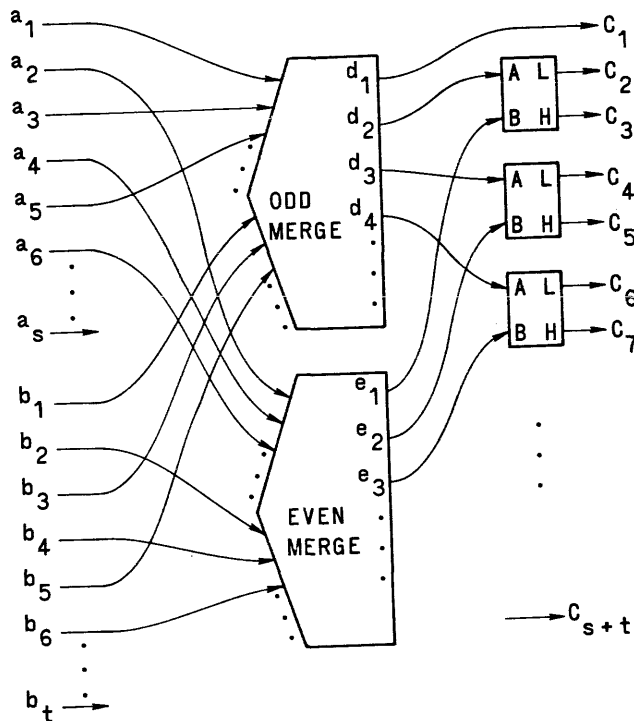 a1
a2
a3
a4
a5
a6
as
b1
b2
b3
b4
b5
b6
bt
d1
d2
d3
d4
ODD
MERGE
e1
e2
e3
EVEN
MERGE
A L
B H
A L
B H
A L
B H
C1
C2
C3
C4
C5
C6
C7
Cs+t